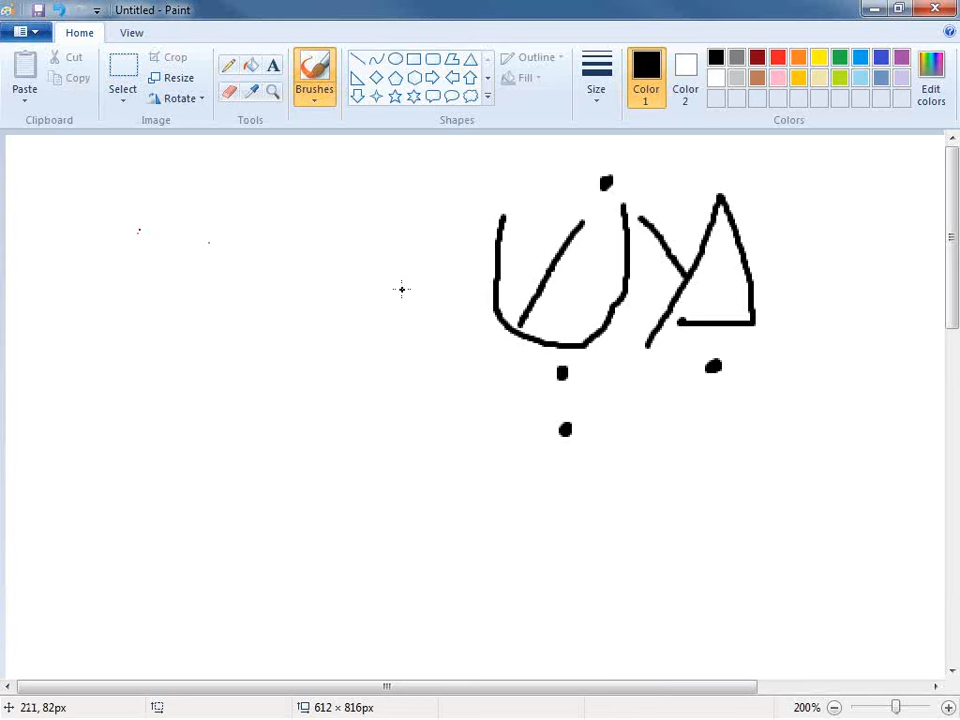 Untitled - Paint
Home View
Paste Cut Copy Select Crop Resize Rotate Brushes Outline Fill Size Color 1 Color 2 Edit colors
Clipboard Image Tools Shapes Colors
מִשְׁ
211, 82px 612 × 816px 200%